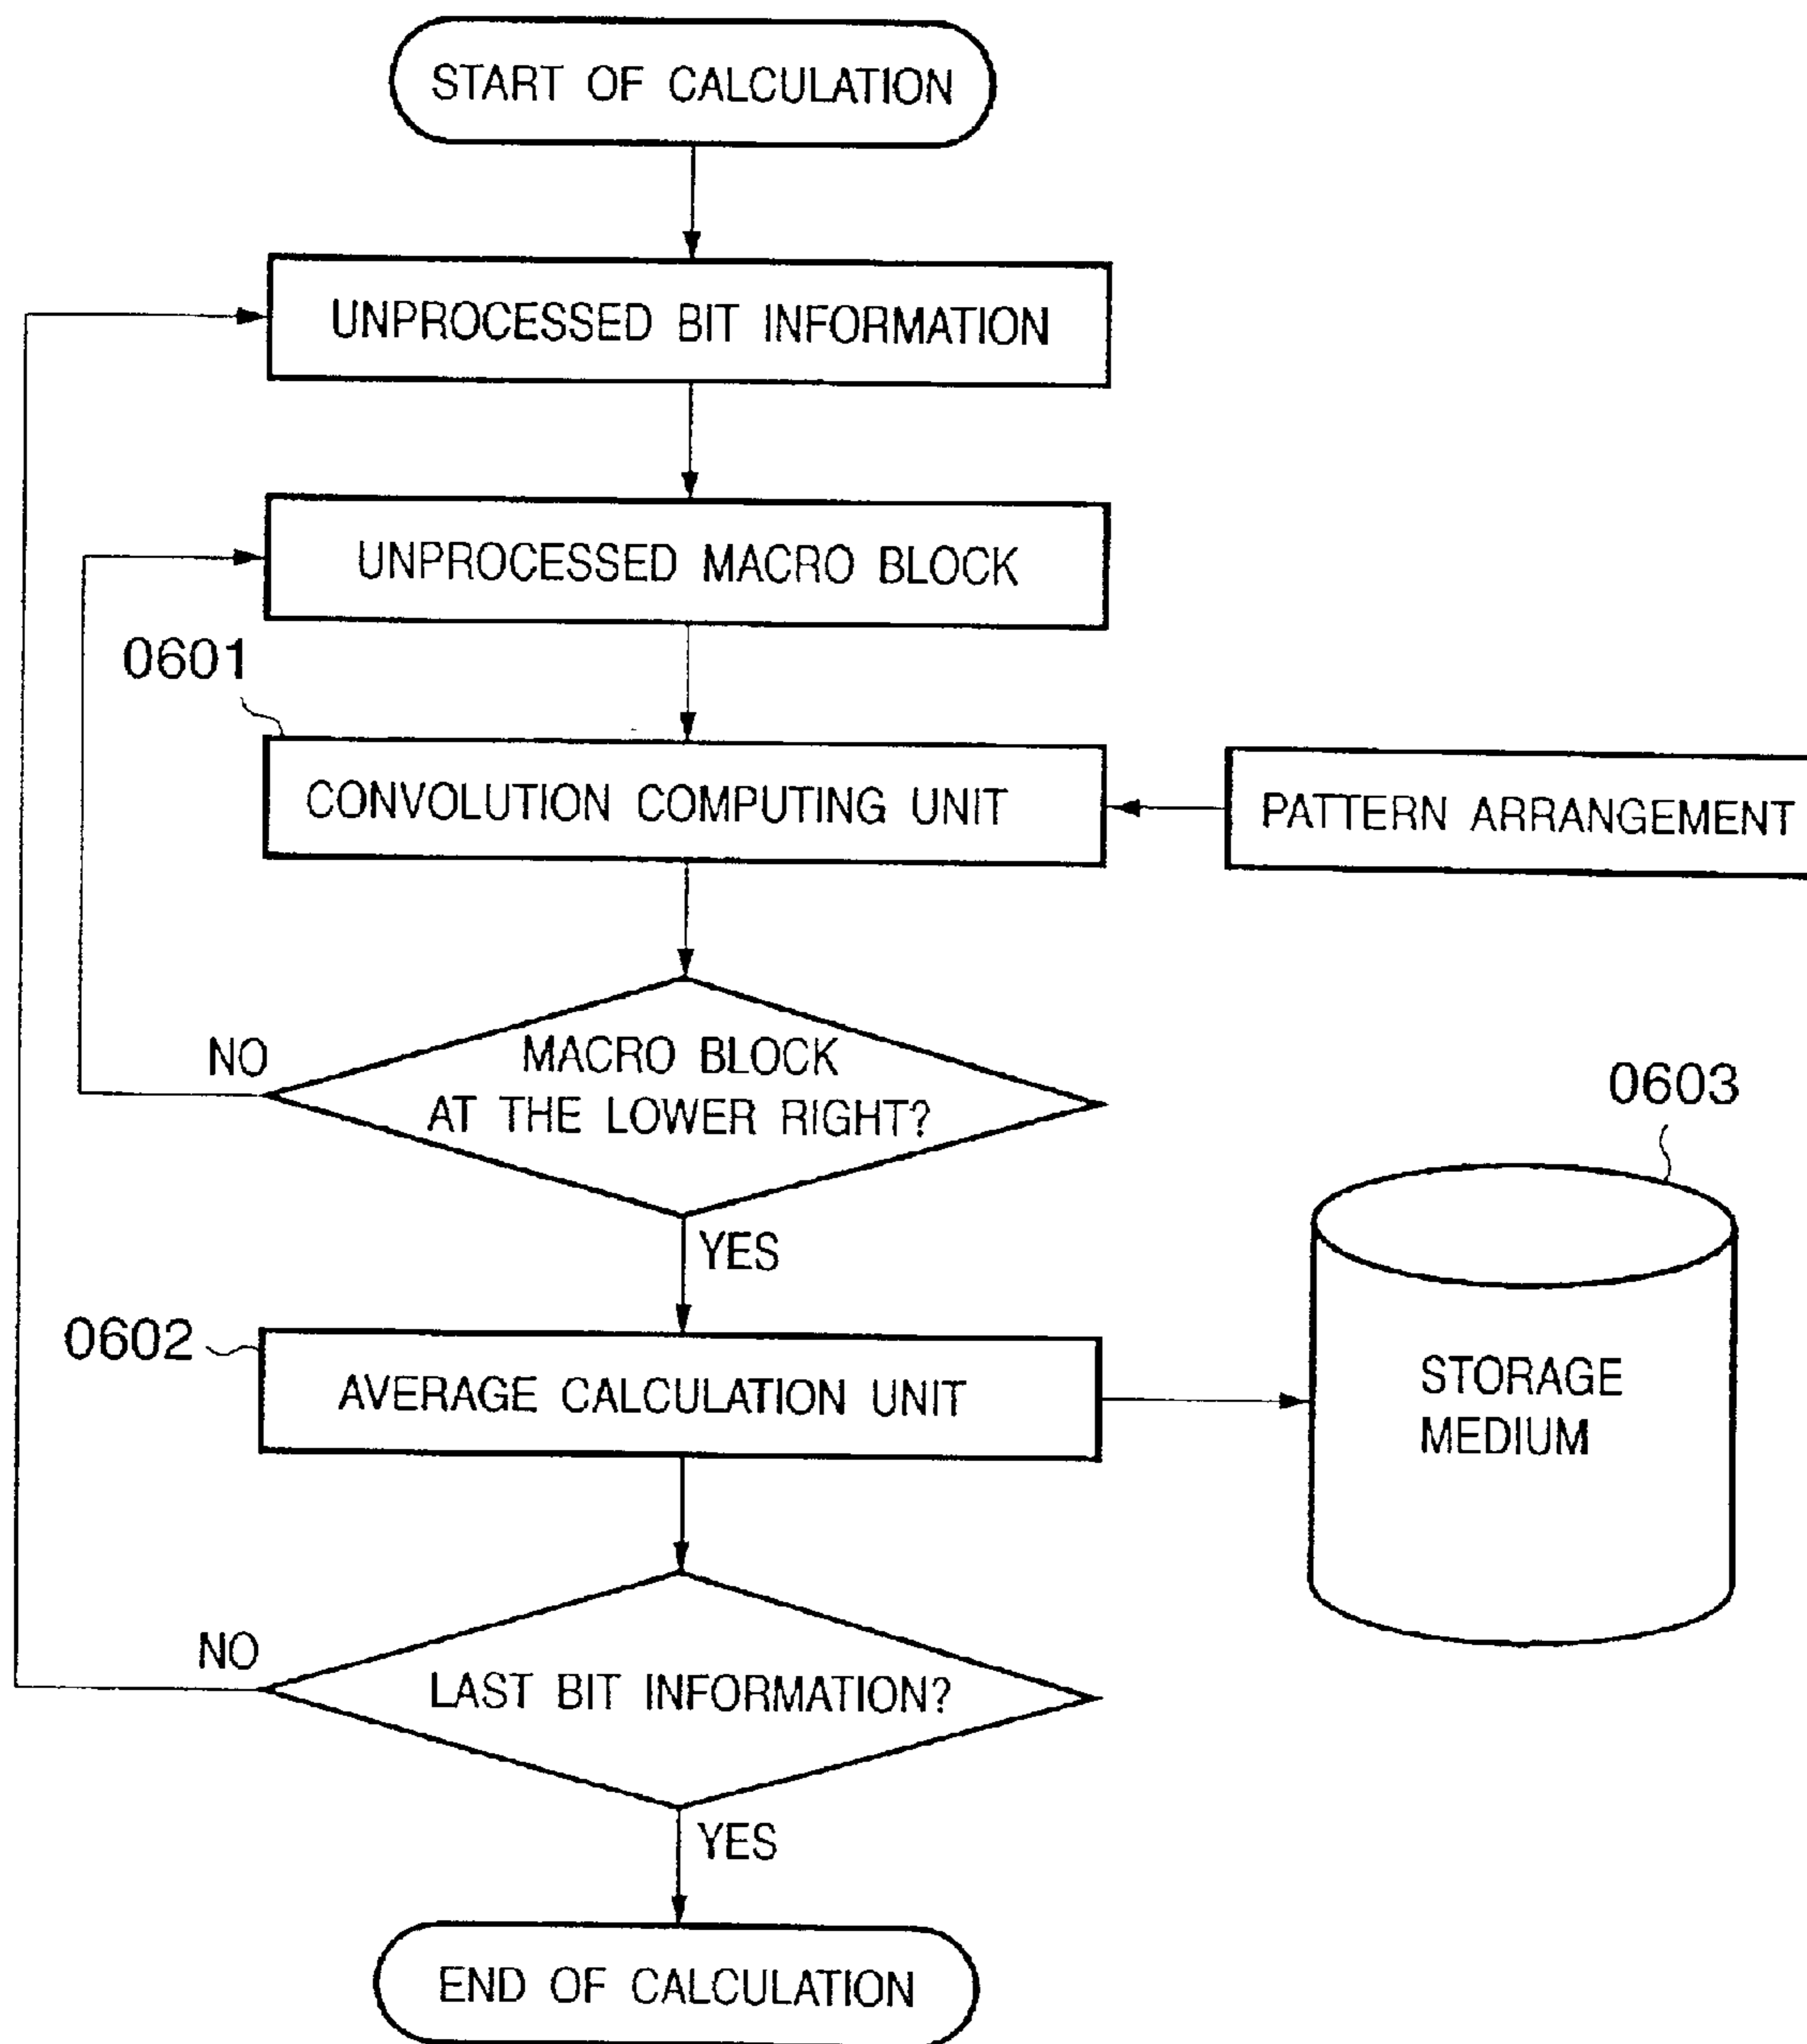 START OF CALCULATION
UNPROCESSED BIT INFORMATION
UNPROCESSED MACRO BLOCK
0601
CONVOLUTION COMPUTING UNIT
PATTERN ARRANGEMENT
NO
MACRO BLOCK
AT THE LOWER RIGHT?
0603
YES
0602
AVERAGE CALCULATION UNIT
STORAGE
MEDIUM
NO
LAST BIT INFORMATION?
YES
END OF CALCULATION